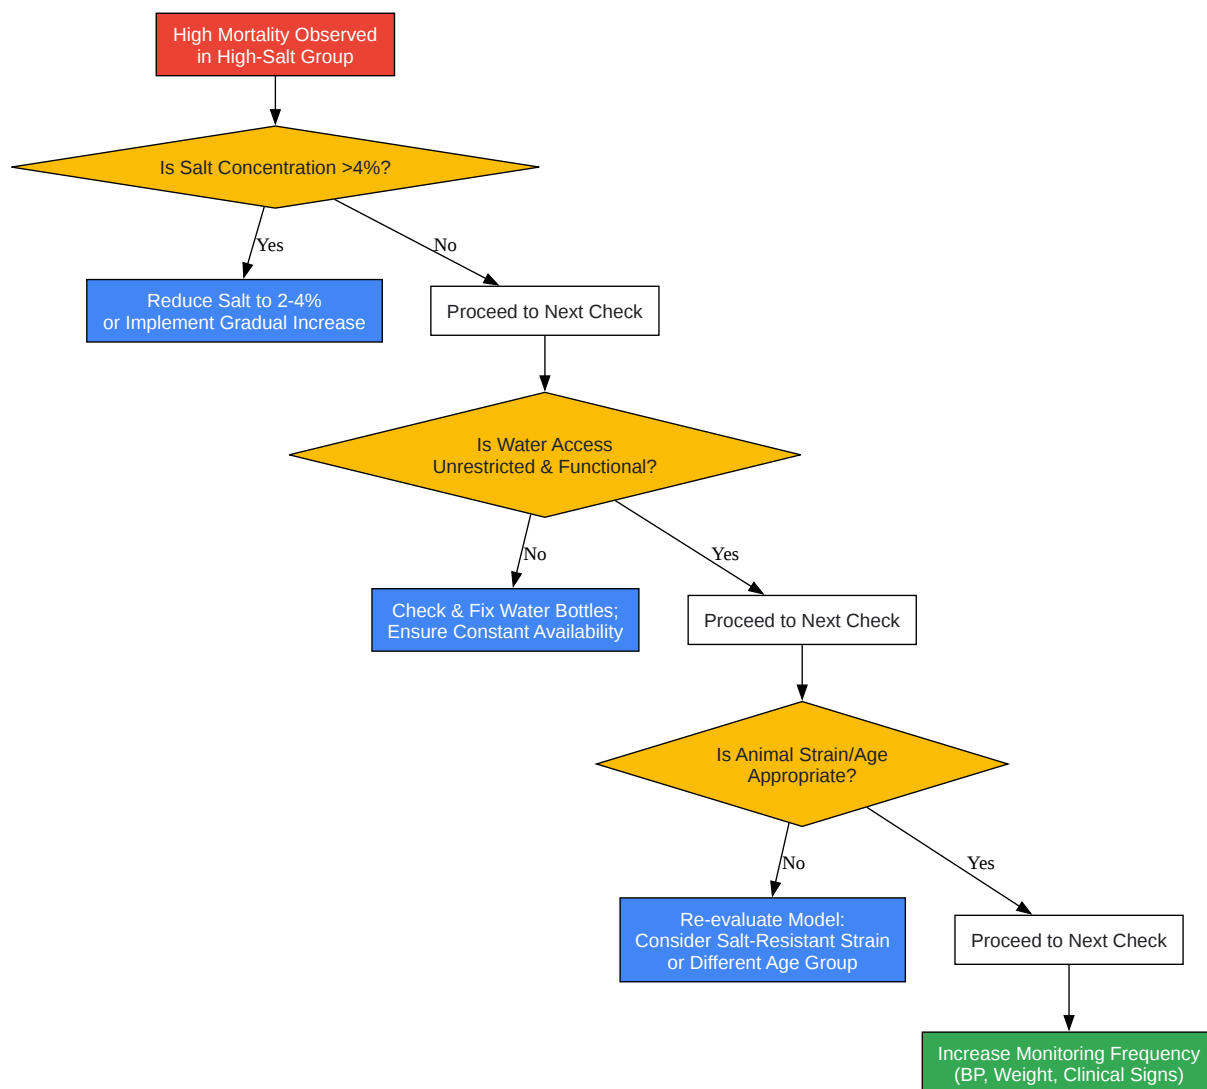 High Mortality Observed
in High-Salt Group
Is Salt Concentration >4%?
Yes
No
Reduce Salt to 2-4%
or Implement Gradual Increase
Proceed to Next Check
Is Water Access
Unrestricted & Functional?
No
Yes
Check & Fix Water Bottles;
Ensure Constant Availability
Proceed to Next Check
Is Animal Strain/Age
Appropriate?
No
Yes
Re-evaluate Model:
Consider Salt-Resistant Strain
or Different Age Group
Proceed to Next Check
Increase Monitoring Frequency
(BP, Weight, Clinical Signs)